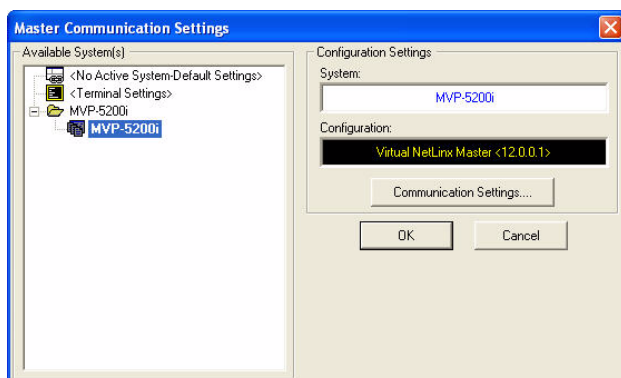 Master Communication Settings
Available System(s)
<No Active System-Default Settings>
<Terminal Settings>
MVP-5200i
MVP-5200i
Configuration Settings
System:
MVP-5200i
Configuration:
Virtual NetLinx Master <12.0.0.1>
Communication Settings....
OK
Cancel